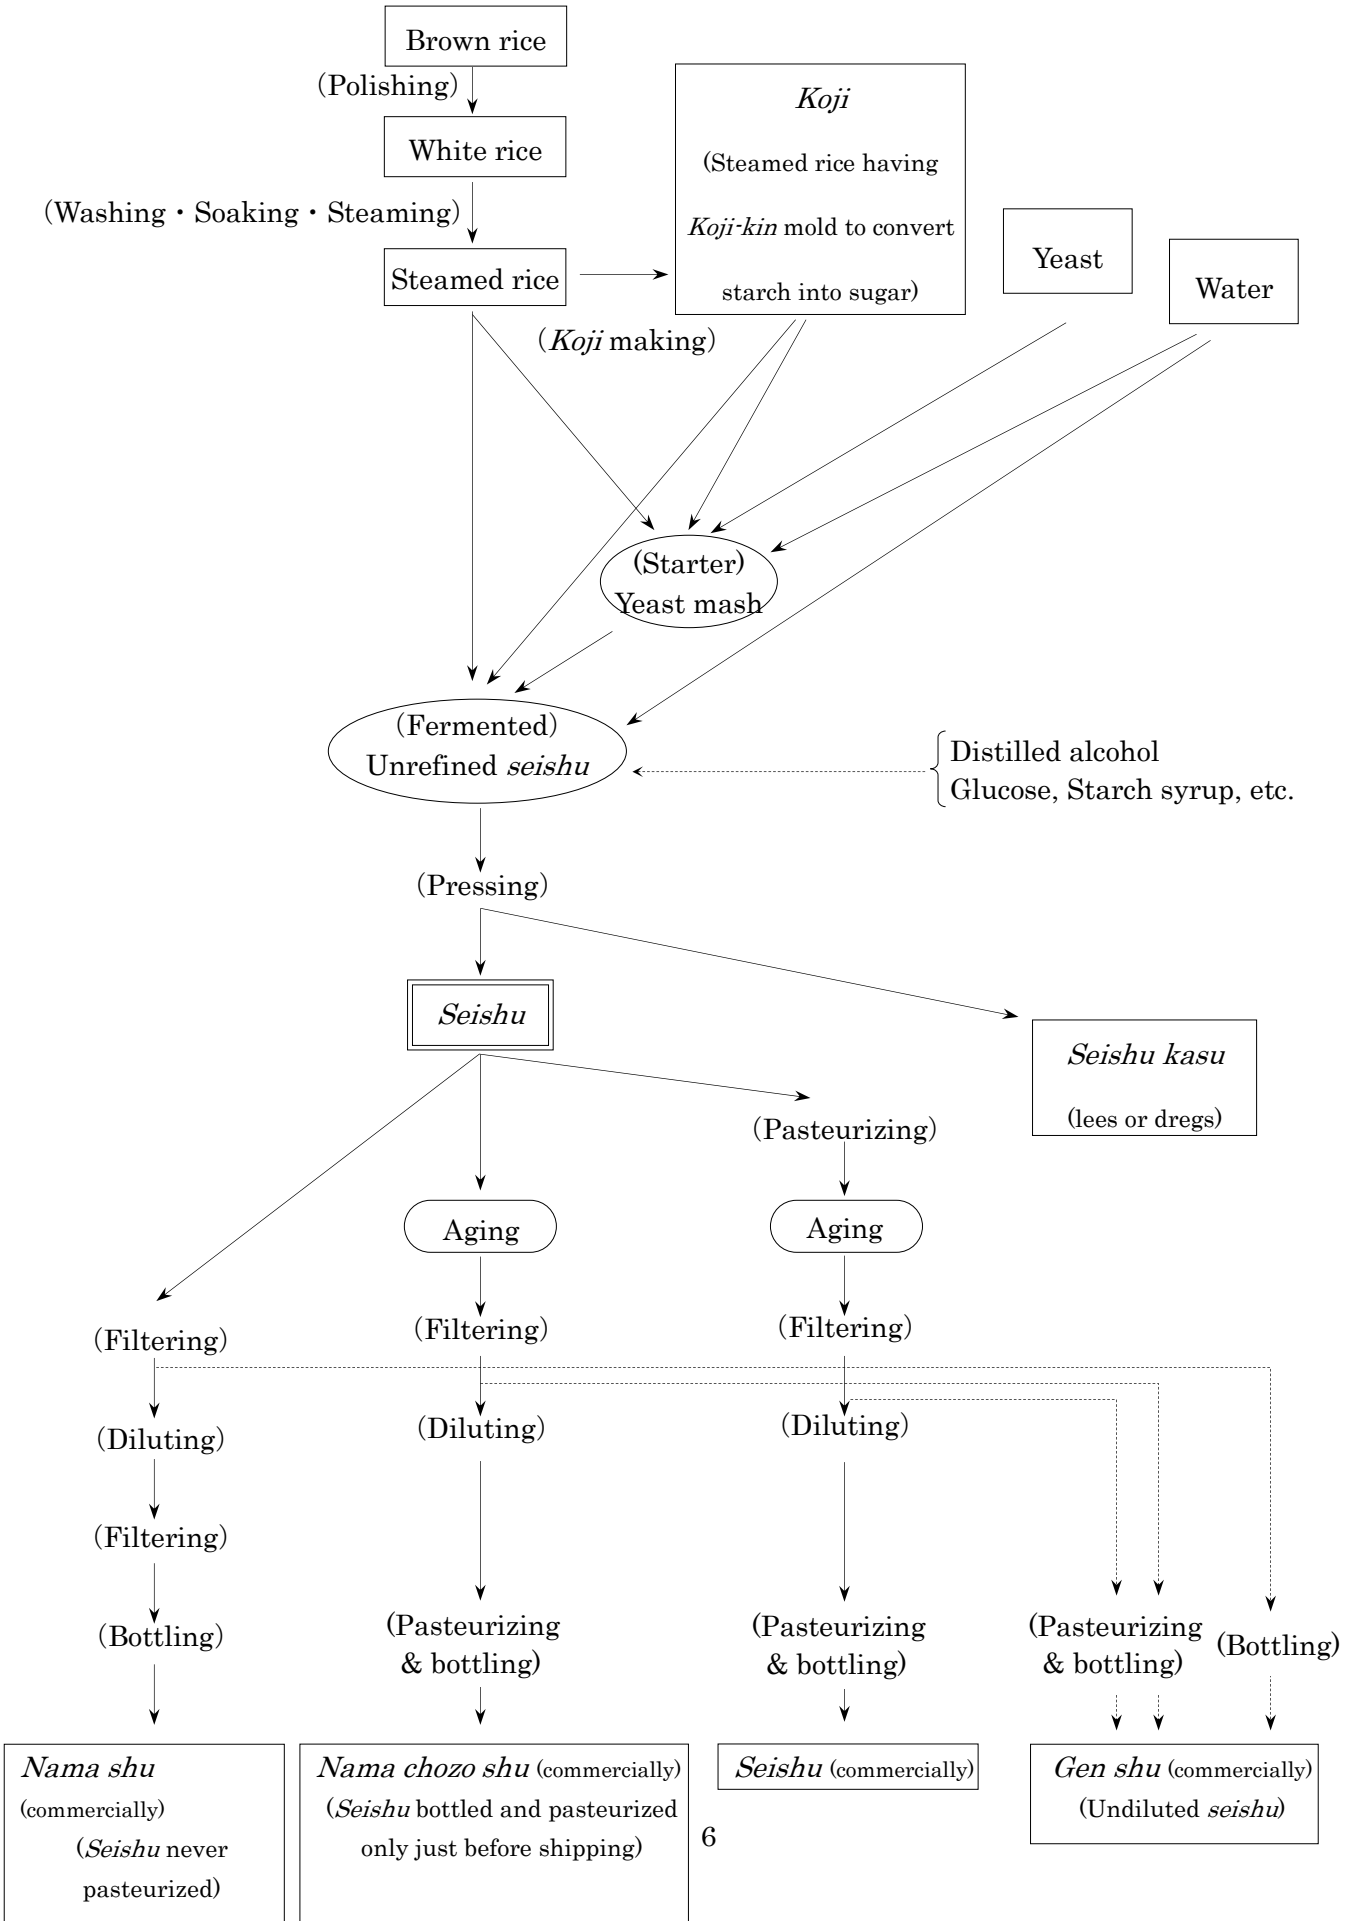 Brown rice
(Polishing)
White rice
(Washing・Soaking・Steaming)
Steamed rice
(Koji making)
Koji
(Steamed rice having
Koji-kin mold to convert
starch into sugar)
Yeast
Water
(Starter)
Yeast mash
(Fermented)
Unrefined seishu
Distilled alcohol
Glucose, Starch syrup, etc.
(Pressing)
Seishu
Seishu kasu
(lees or dregs)
(Pasteurizing)
Aging
Aging
(Filtering)
(Filtering)
(Filtering)
(Diluting)
(Diluting)
(Diluting)
(Filtering)
(Bottling)
(Pasteurizing
& bottling)
(Pasteurizing
& bottling)
(Pasteurizing
& bottling)
(Bottling)
Nama shu
(commercially)
(Seishu never
pasteurized)
Nama chozo shu (commercially)
(Seishu bottled and pasteurized
only just before shipping)
Seishu (commercially)
Gen shu (commercially)
(Undiluted seishu)
6